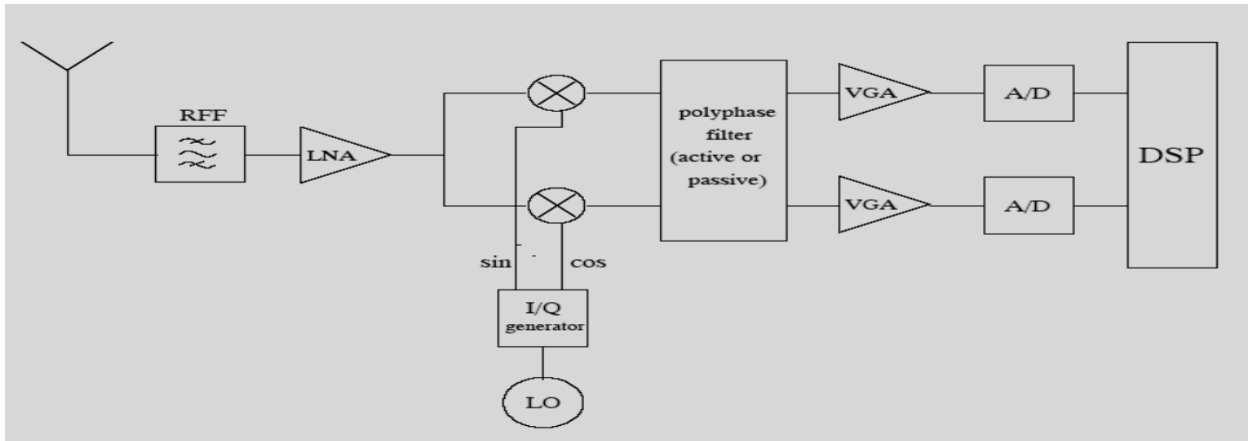 RFF
LNA
polyphase
filter
(active or
passive)
VGA
A/D
VGA
A/D
DSP
sin
cos
I/Q
generator
LO